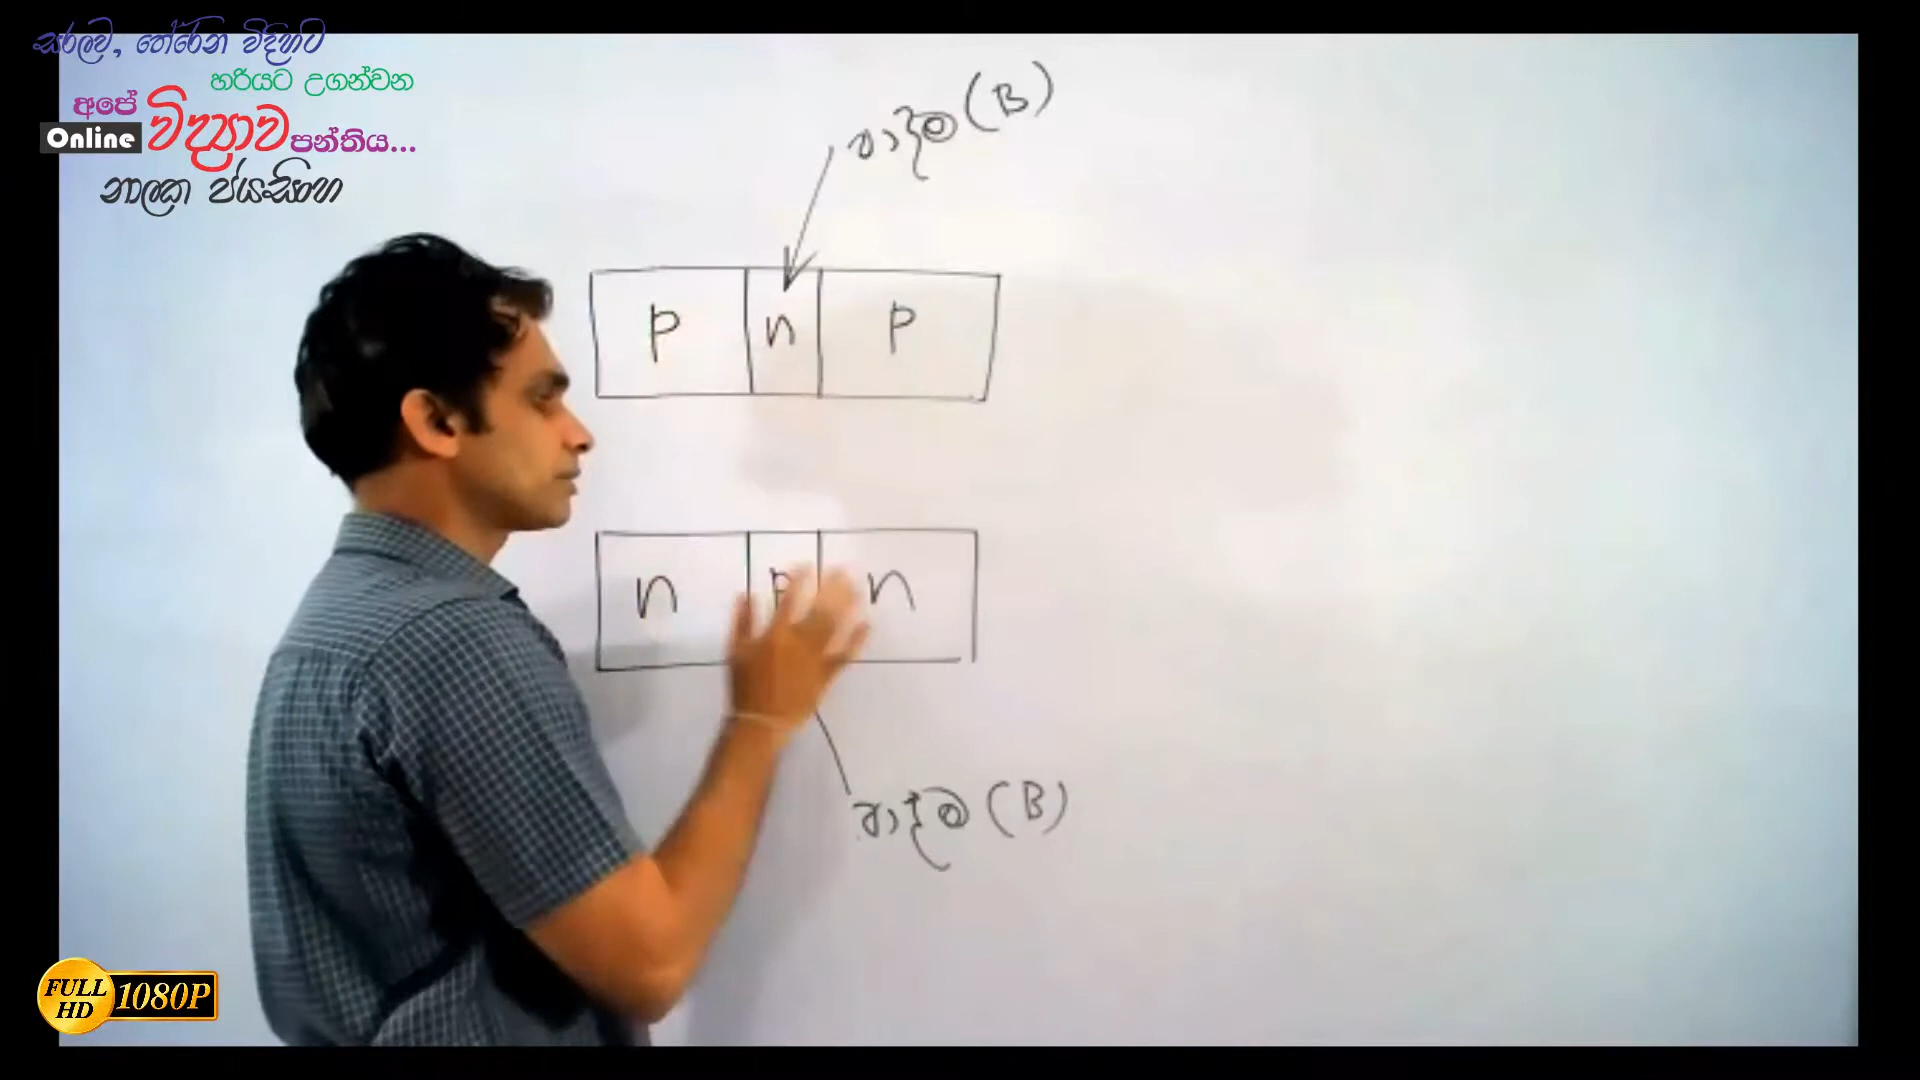 සරලව, තේරෙන විදිහට
හරියට උගන්වන
අපේ
Online විද්‍යාව පන්තිය...
නාලක ජයසිංහ
පාදම (B)
p n p
n p n
පාදම (B)
FULL HD 1080P